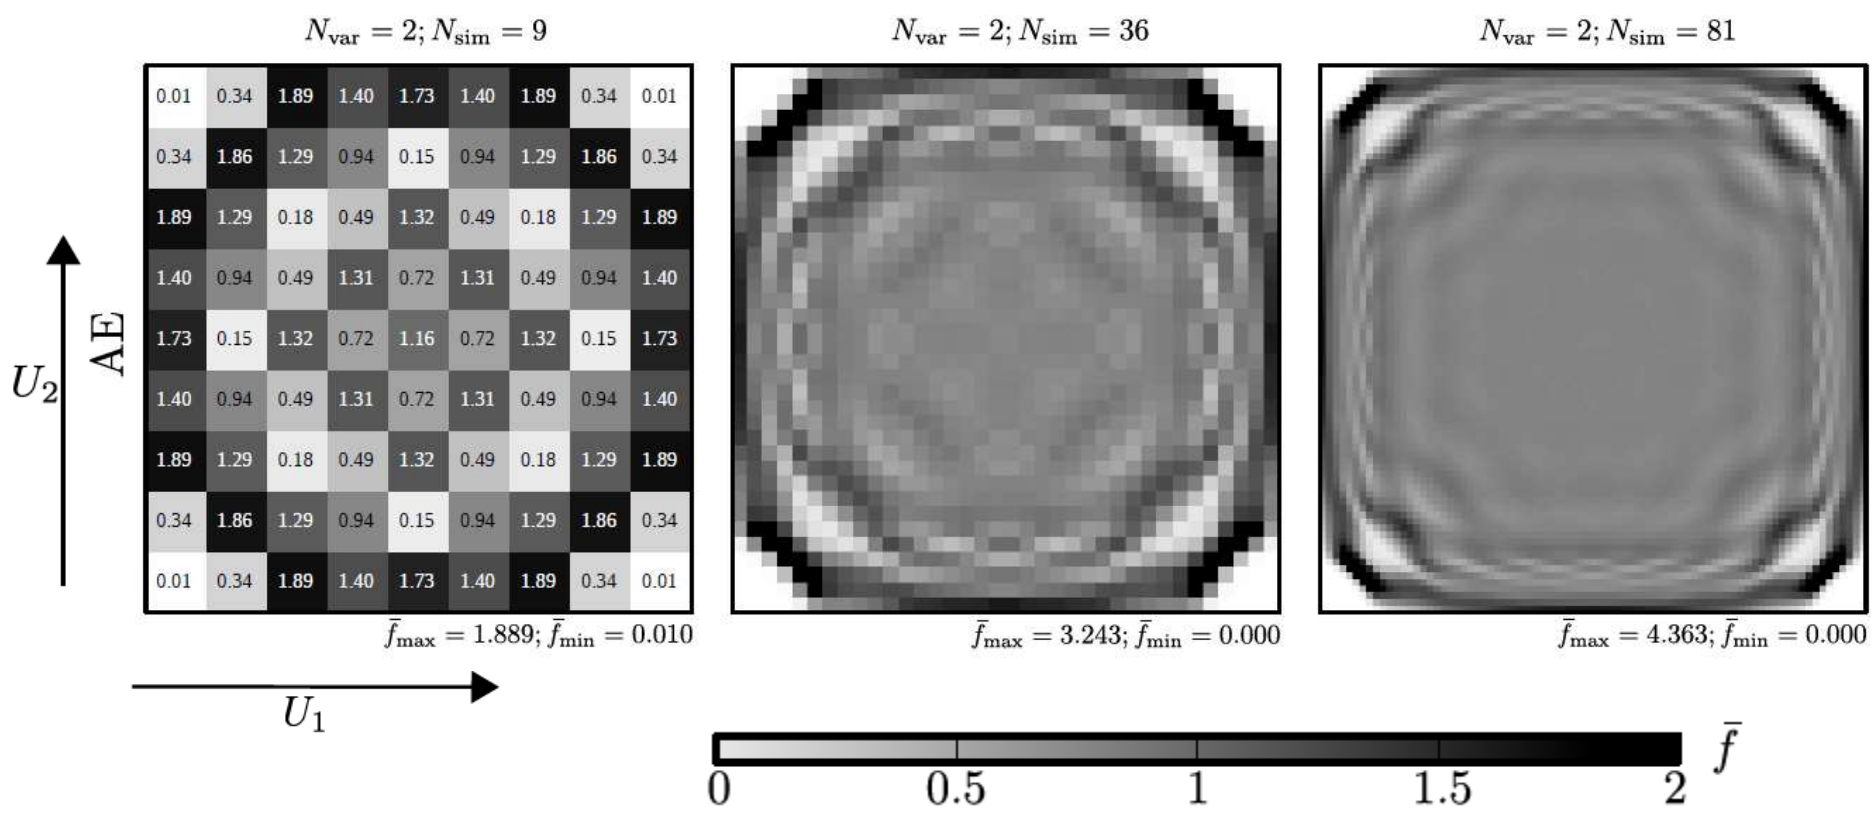 N_var = 2; N_sim = 9
N_var = 2; N_sim = 36
N_var = 2; N_sim = 81
0.01 0.34 1.89 1.40 1.73 1.40 1.89 0.34 0.01
0.34 1.86 1.29 0.94 0.15 0.94 1.29 1.86 0.34
1.89 1.29 0.18 0.49 1.32 0.49 0.18 1.29 1.89
1.40 0.94 0.49 1.31 0.72 1.31 0.49 0.94 1.40
1.73 0.15 1.32 0.72 1.16 0.72 1.32 0.15 1.73
1.40 0.94 0.49 1.31 0.72 1.31 0.49 0.94 1.40
1.89 1.29 0.18 0.49 1.32 0.49 0.18 1.29 1.89
0.34 1.86 1.29 0.94 0.15 0.94 1.29 1.86 0.34
0.01 0.34 1.89 1.40 1.73 1.40 1.89 0.34 0.01
U_2
AE
f̄_max = 1.889; f̄_min = 0.010
f̄_max = 3.243; f̄_min = 0.000
f̄_max = 4.363; f̄_min = 0.000
U_1
f̄
0 0.5 1 1.5 2